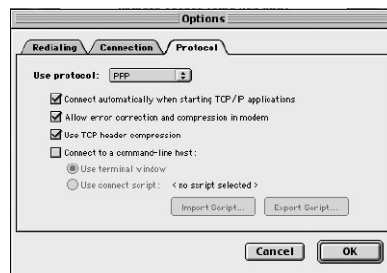 Options
Redialing Connection Protocol
Use protocol: PPP
Connect automatically when starting TCP/IP applications
Allow error correction and compression in modem
Use TCP header compression
Connect to a command-line host:
Use terminal window
Use connect script: < no script selected >
Import Script... Export Script...
Cancel OK